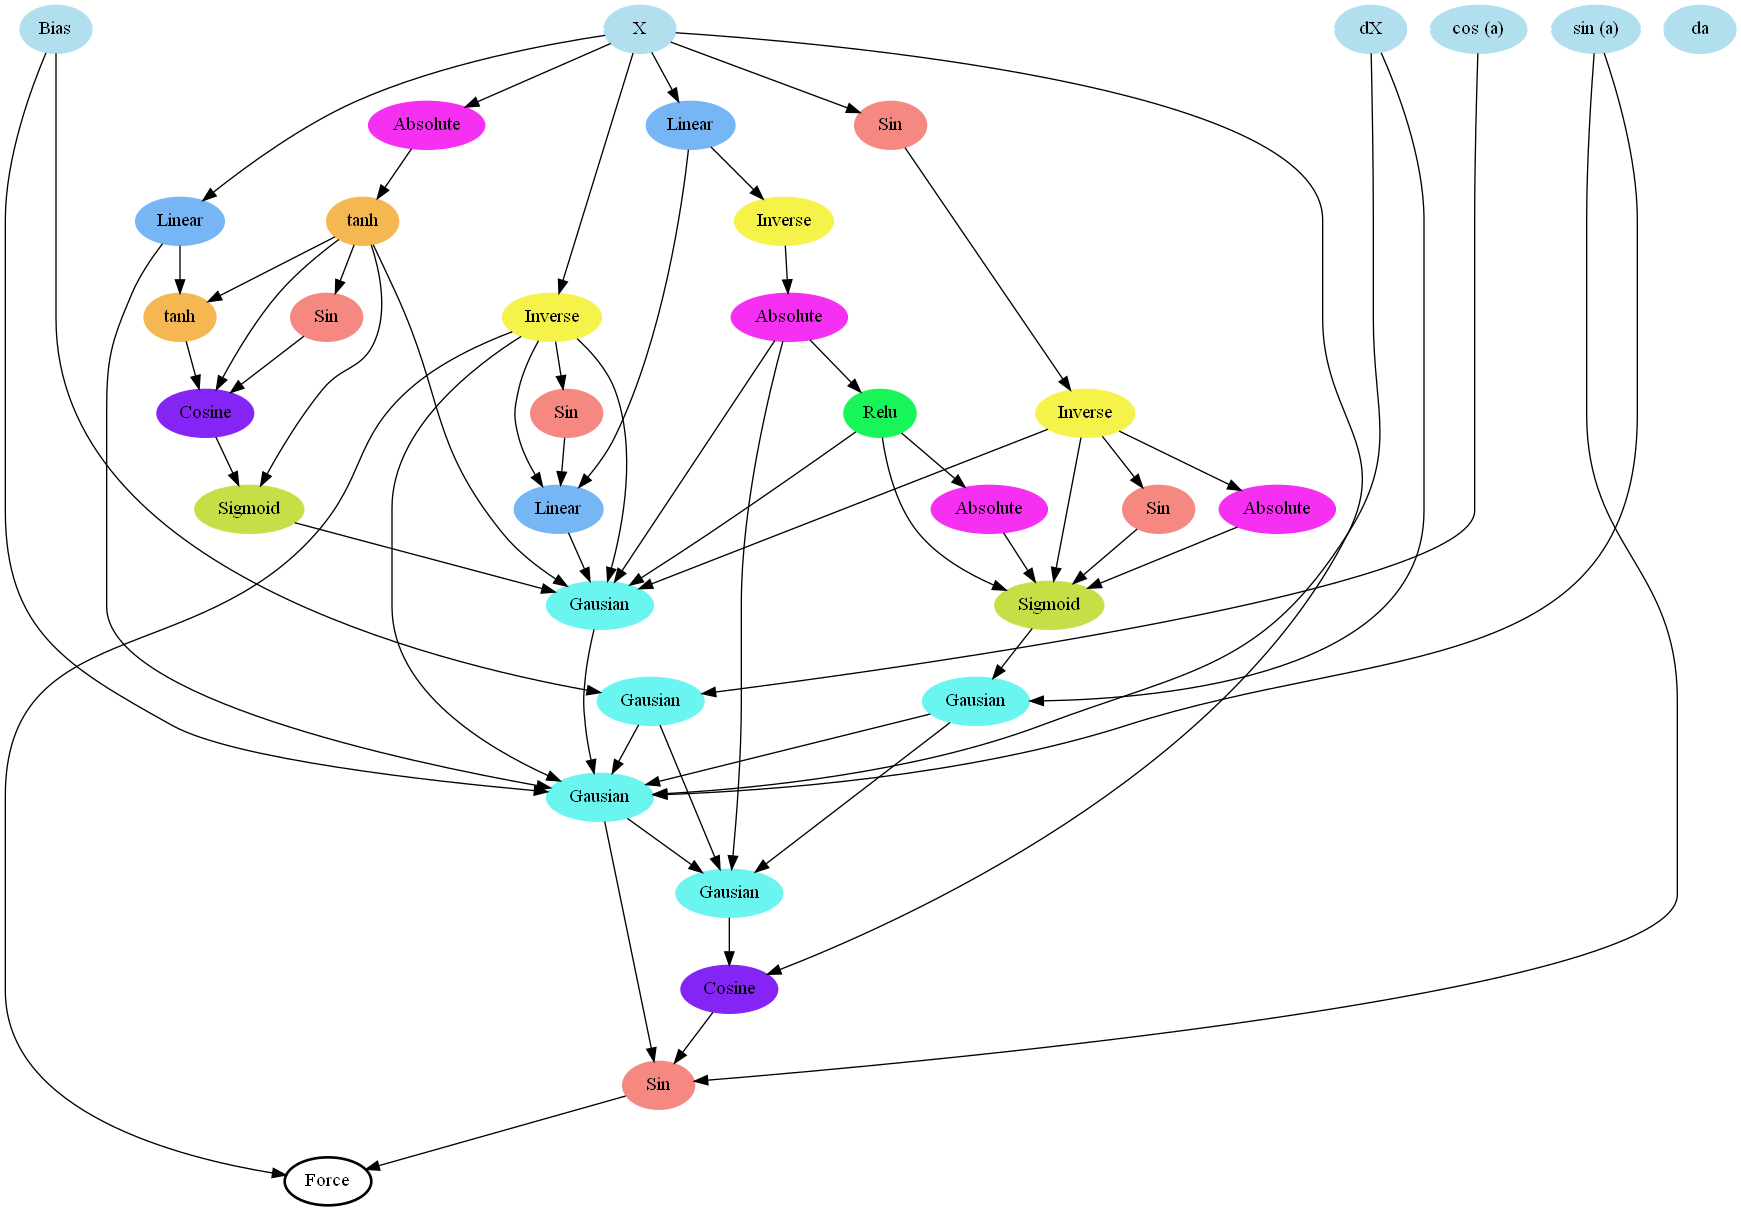 Bias
X
dX
cos (a)
sin (a)
da
Absolute
Linear
Sin
Linear
tanh
Inverse
tanh
Sin
Inverse
Absolute
Cosine
Sin
Relu
Inverse
Sigmoid
Linear
Absolute
Sin
Absolute
Gausian
Sigmoid
Gausian
Gausian
Gausian
Gausian
Cosine
Sin
Force